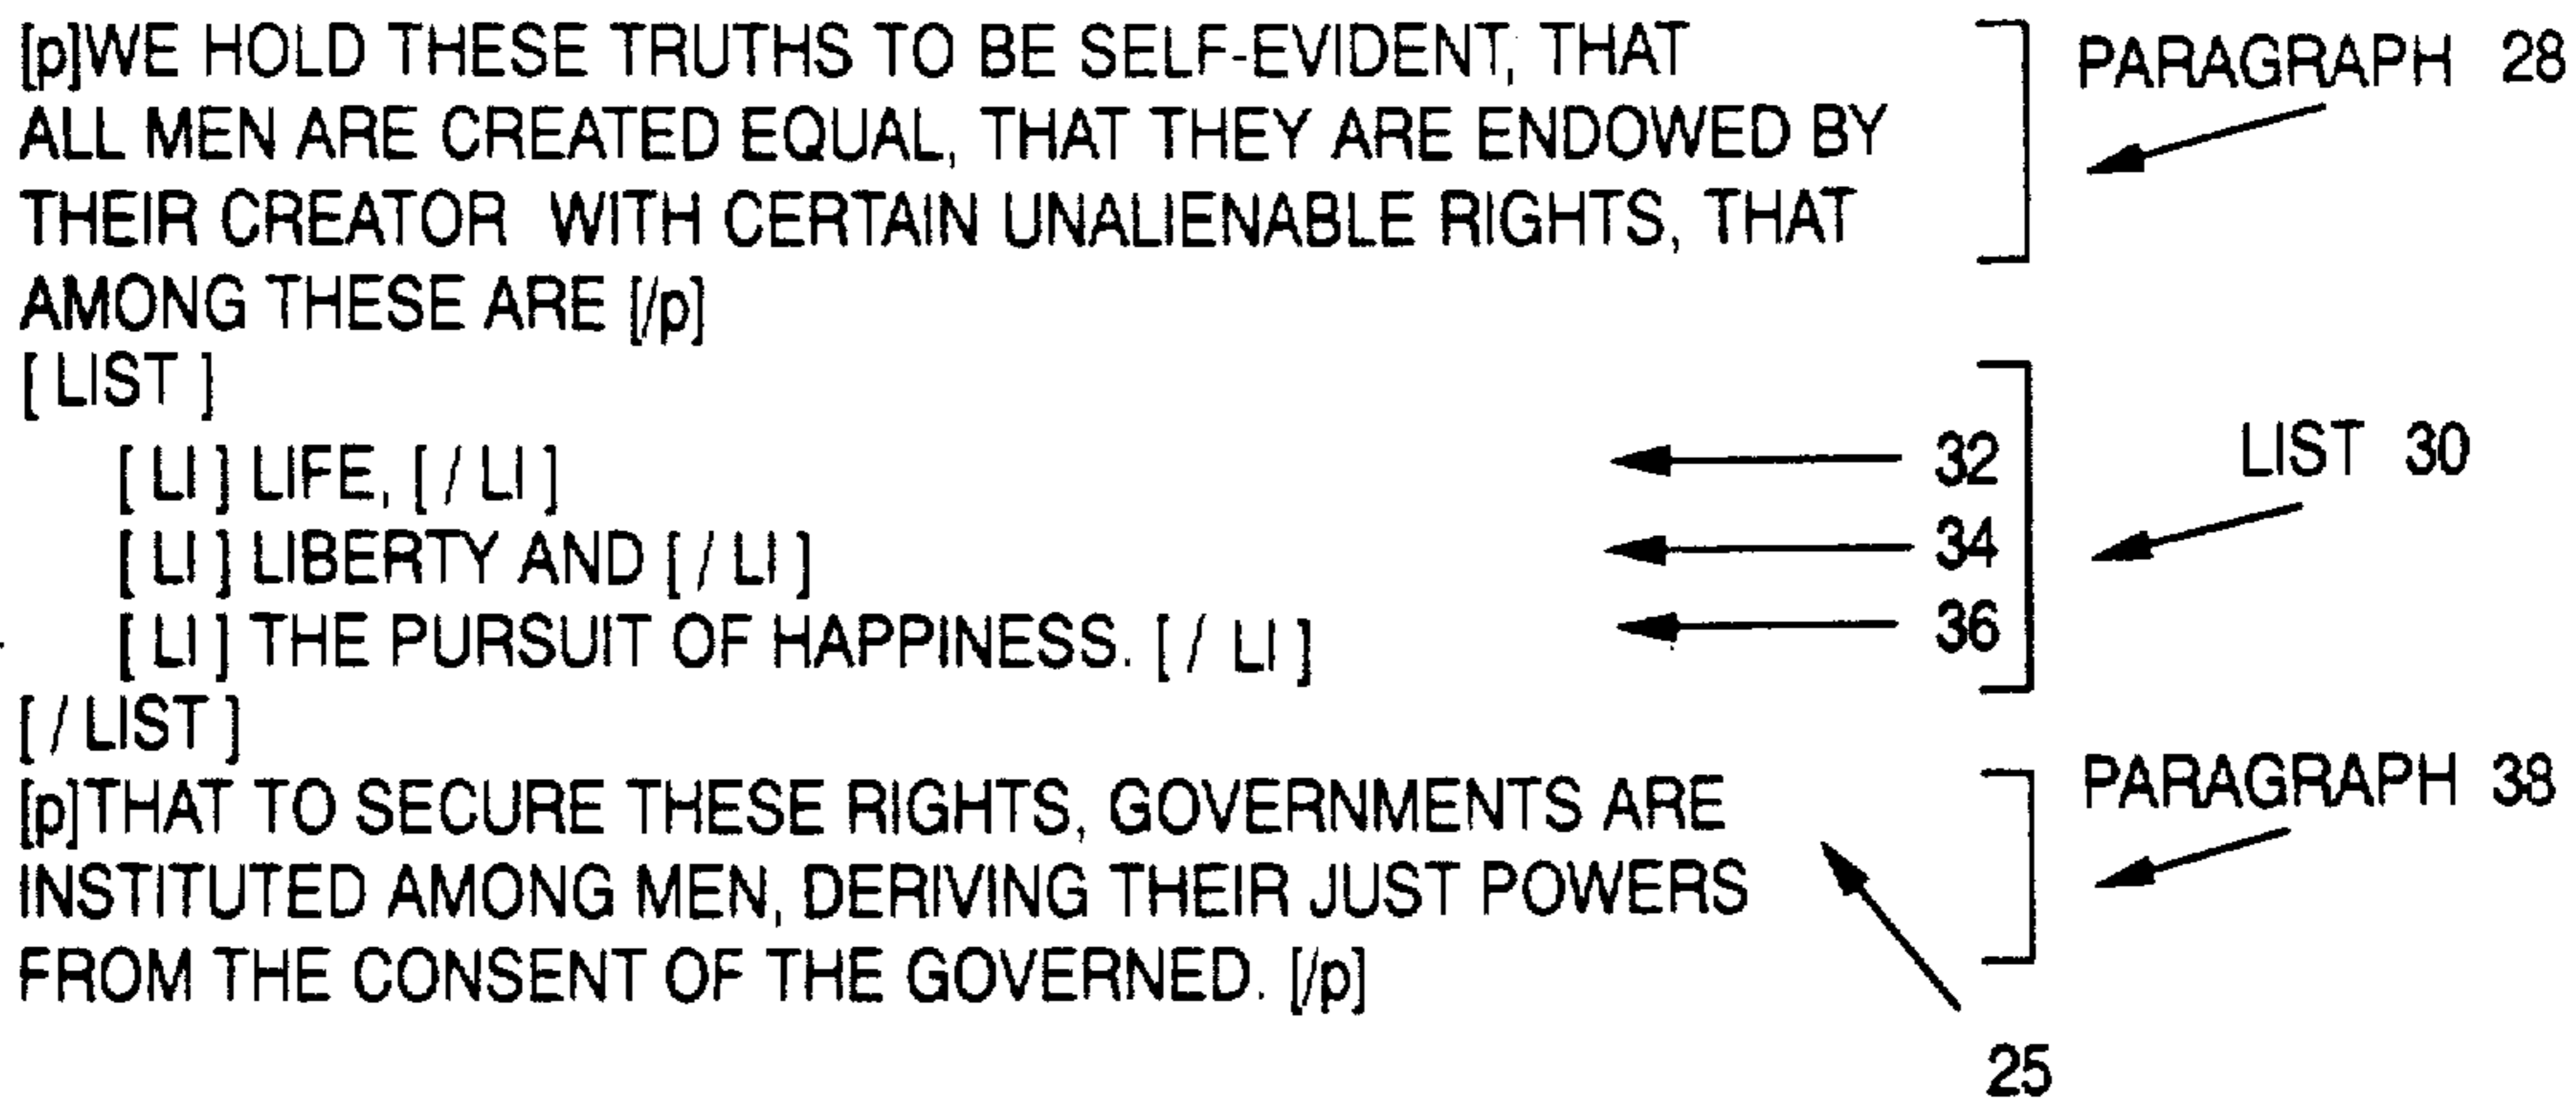 [p]WE HOLD THESE TRUTHS TO BE SELF-EVIDENT, THAT
ALL MEN ARE CREATED EQUAL, THAT THEY ARE ENDOWED BY
THEIR CREATOR WITH CERTAIN UNALIENABLE RIGHTS, THAT
AMONG THESE ARE [/p]
PARAGRAPH 28
[ LIST ]
[ LI ] LIFE, [ / LI ] 32
[ LI ] LIBERTY AND [ / LI ] 34
[ LI ] THE PURSUIT OF HAPPINESS. [ / LI ] 36
[ / LIST ]
LIST 30
[p]THAT TO SECURE THESE RIGHTS, GOVERNMENTS ARE
INSTITUTED AMONG MEN, DERIVING THEIR JUST POWERS
FROM THE CONSENT OF THE GOVERNED. [/p]
PARAGRAPH 38
25